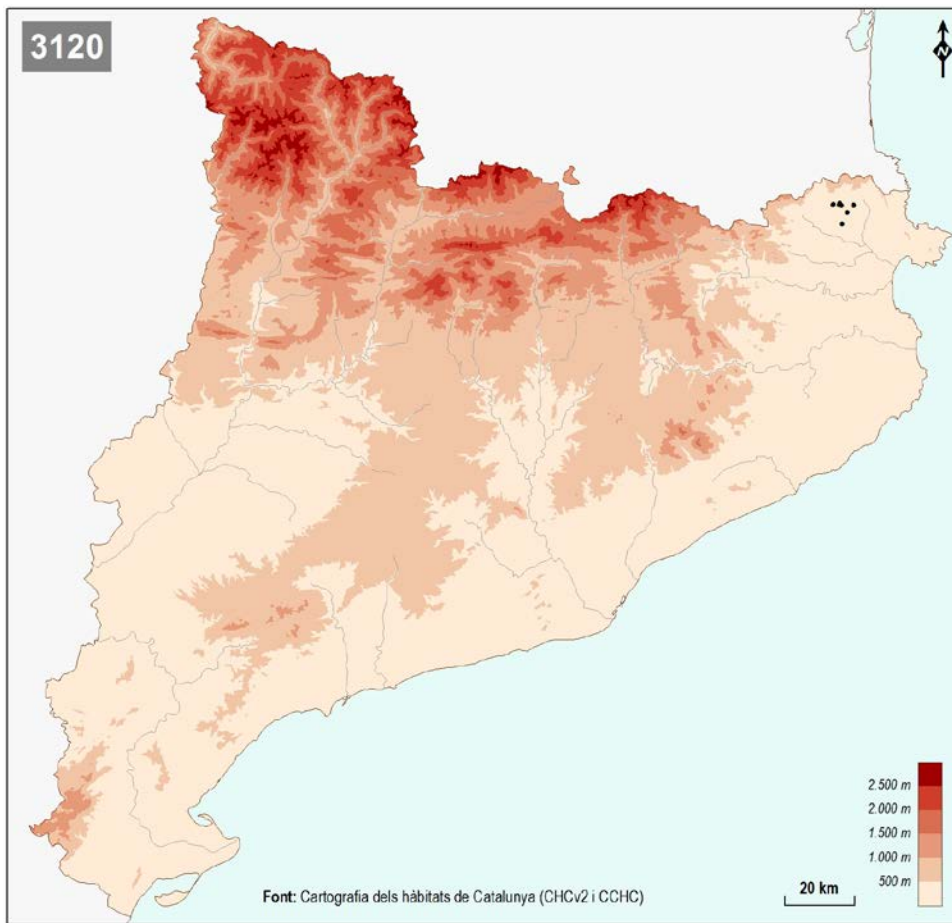 3120
N
2.500 m
2.000 m
1.500 m
1.000 m
500 m
20 km
Font: Cartografia dels hàbitats de Catalunya (CHCv2 i CCHC)